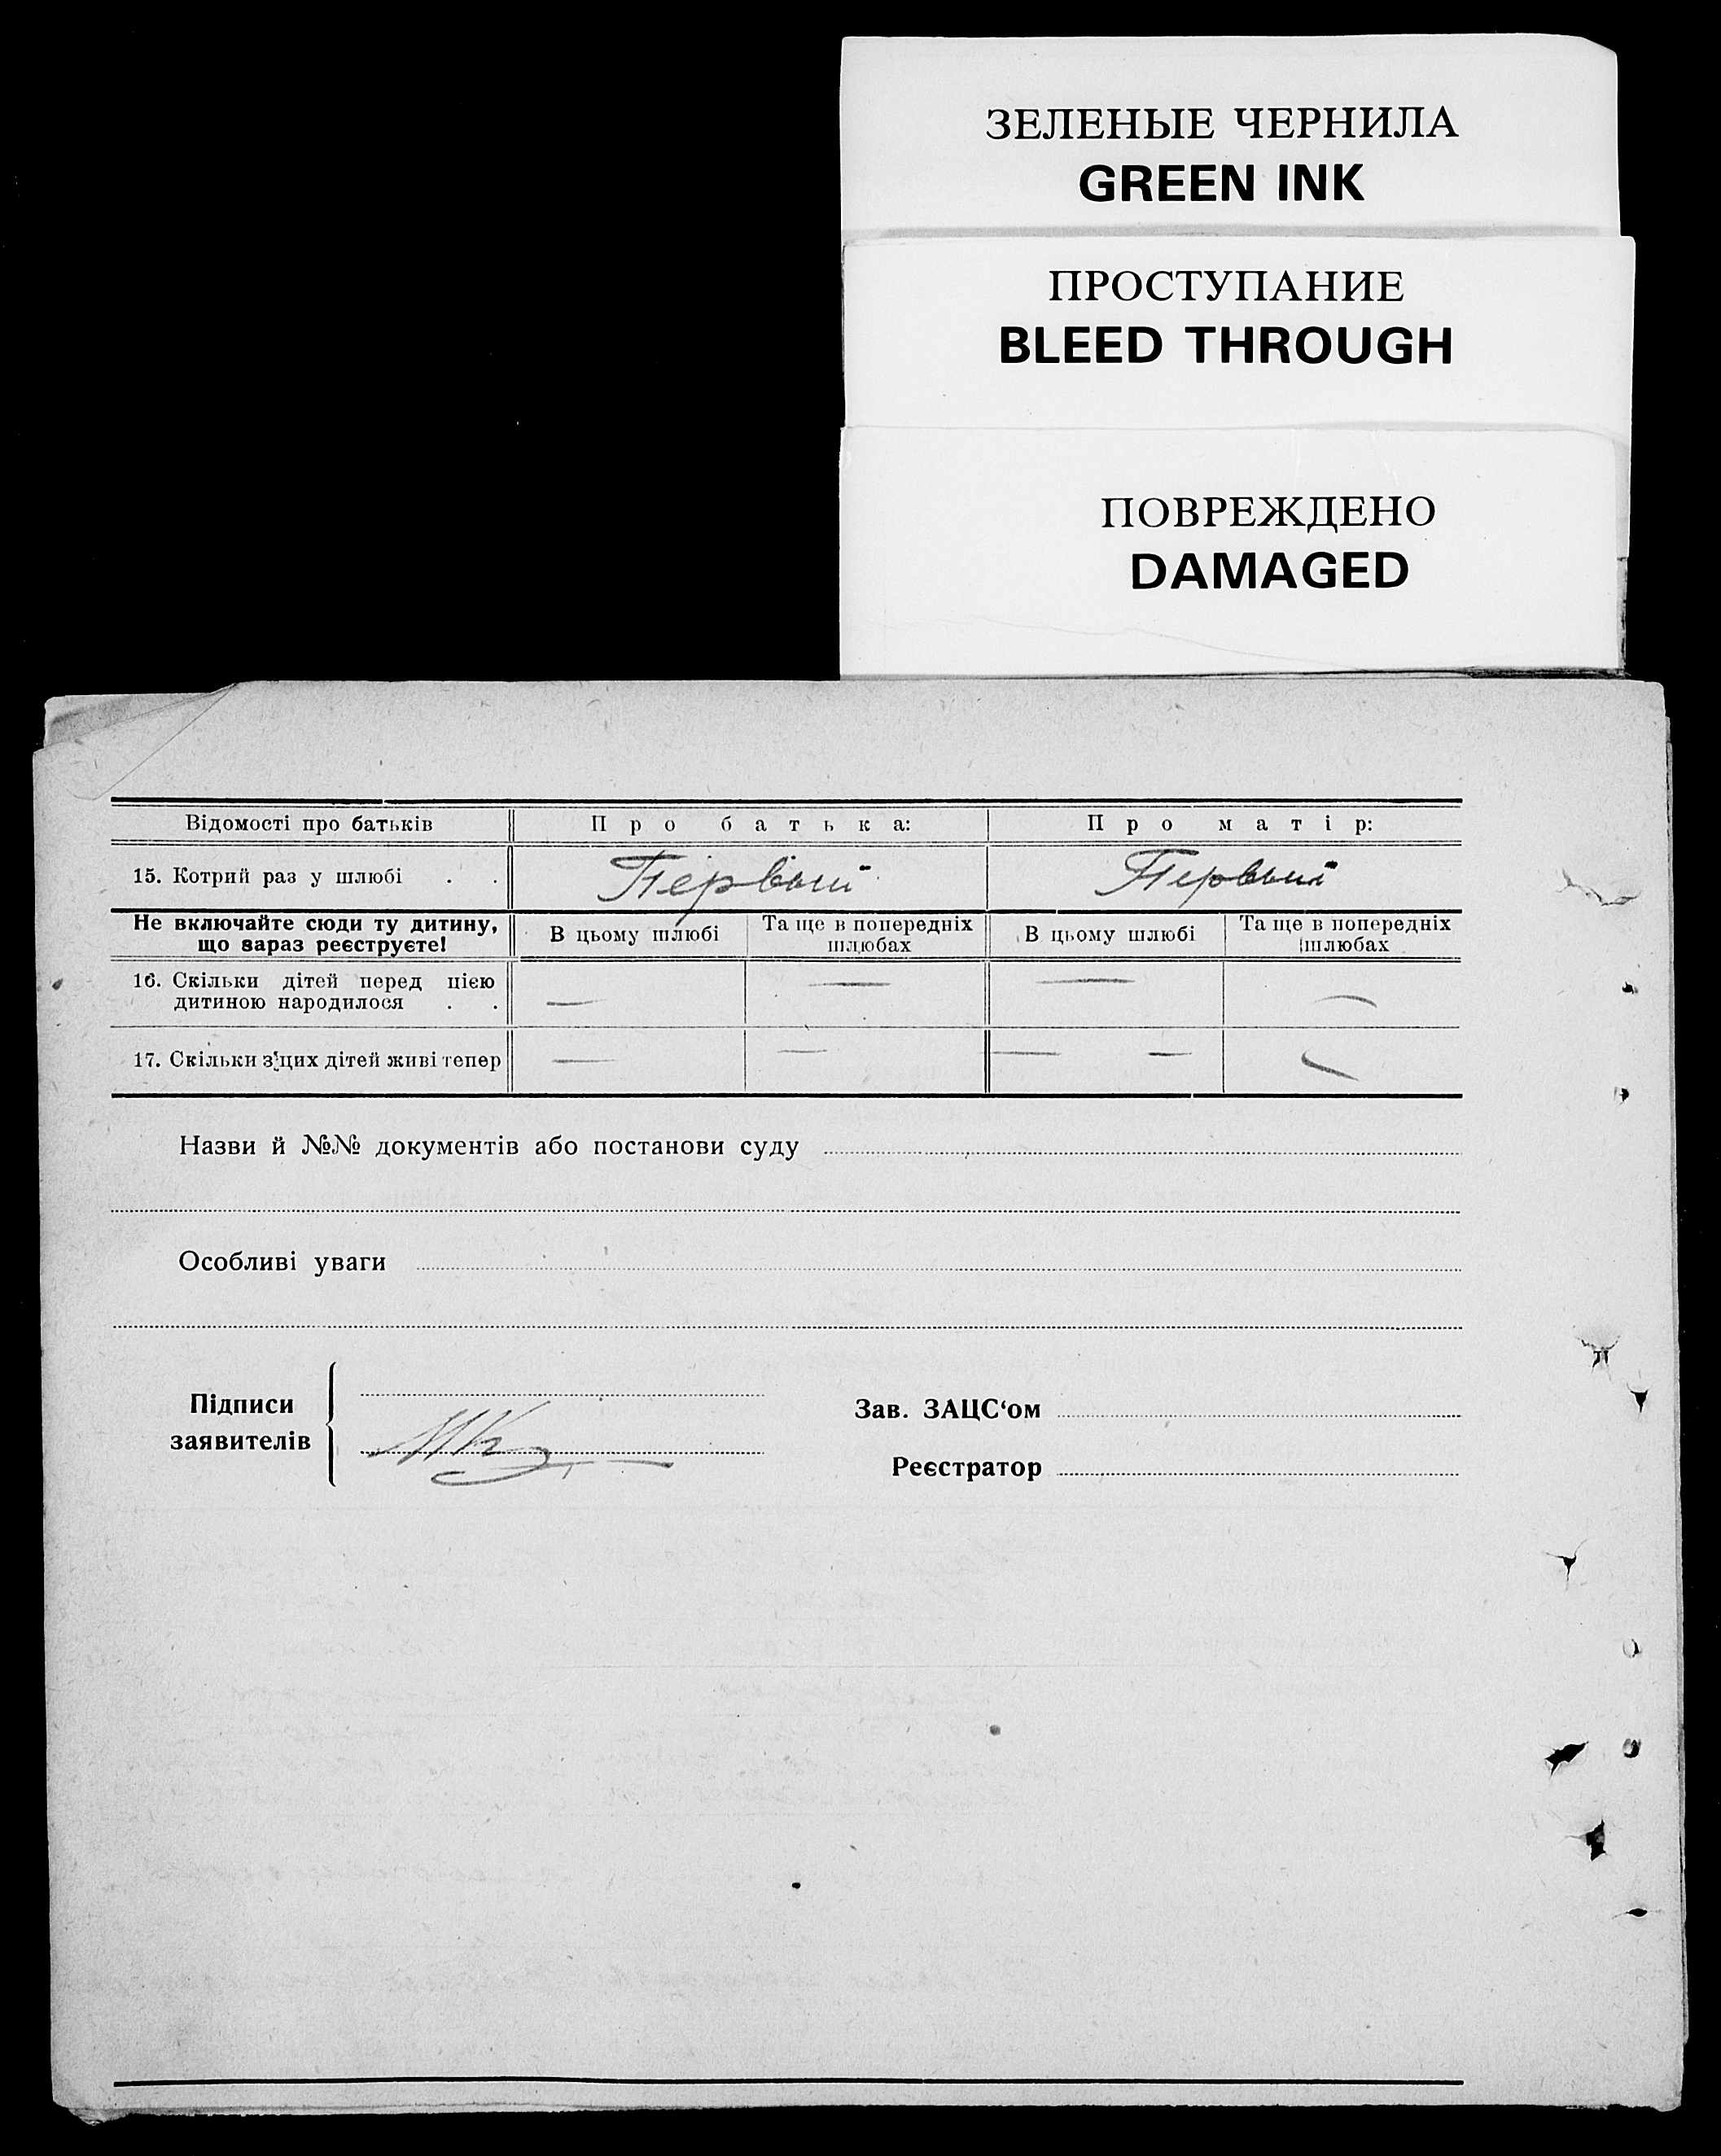 ЗЕЛЕНЫЕ ЧЕРНИЛА
GREEN INK
ПРОСТУПАНИЕ
BLEED THROUGH
ПОВРЕЖДЕНО
DAMAGED
Відомості про батьків Про батька: Про матір:
15. Котрий раз у шлюбі . . Первый Первый
Не включайте сюди ту дитину, що зараз реєструєте! В цьому шлюбі Та ще в попередніх шлюбах В цьому шлюбі Та ще в попередніх шлюбах
16. Скільки дітей перед цією дитиною народилося . . — — — —
17. Скільки з цих дітей живі тепер — — — — —
Назви й №№ документів або постанови суду
Особливі уваги
Підписи заявителів
Зав. ЗАЦС‘ом
Реєстратор